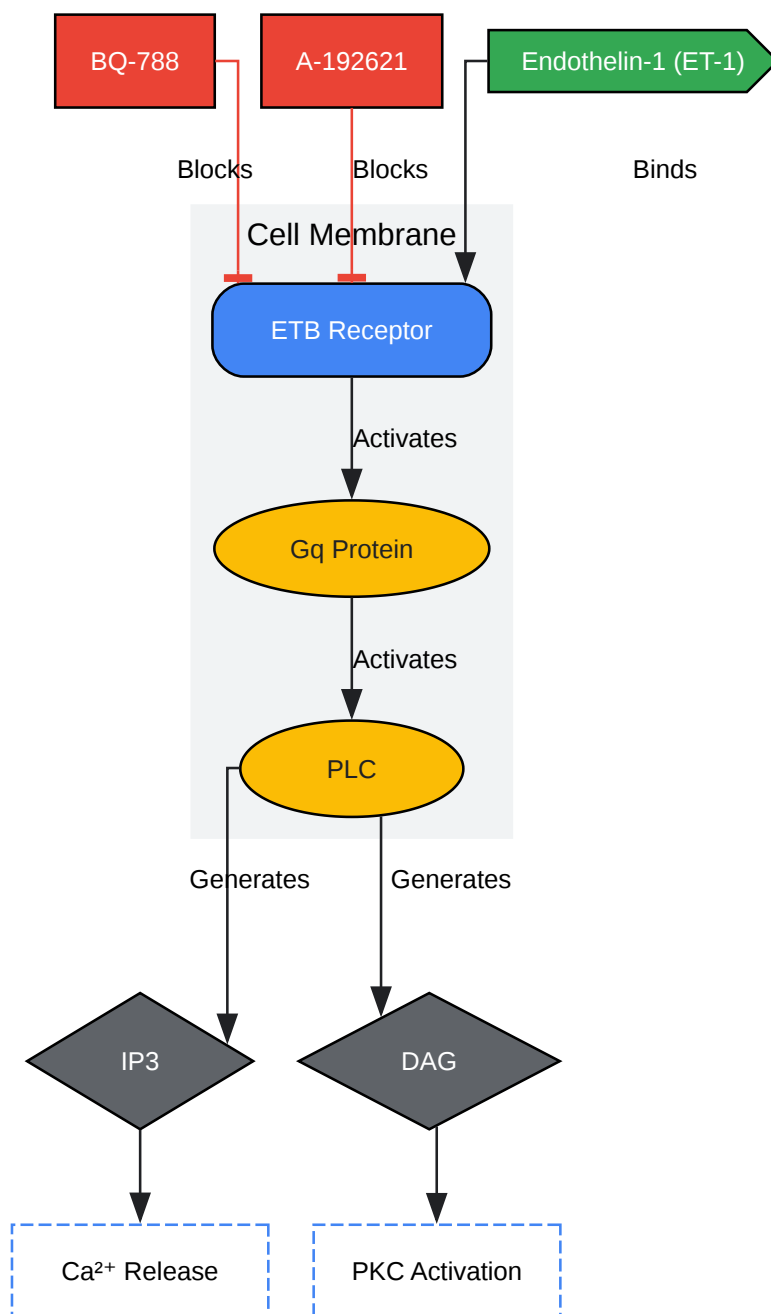 BQ-788
A-192621
Endothelin-1 (ET-1)
Blocks
Blocks
Binds
Cell Membrane
ETB Receptor
Activates
Gq Protein
Activates
PLC
Generates
Generates
IP3
DAG
Ca²⁺ Release
PKC Activation